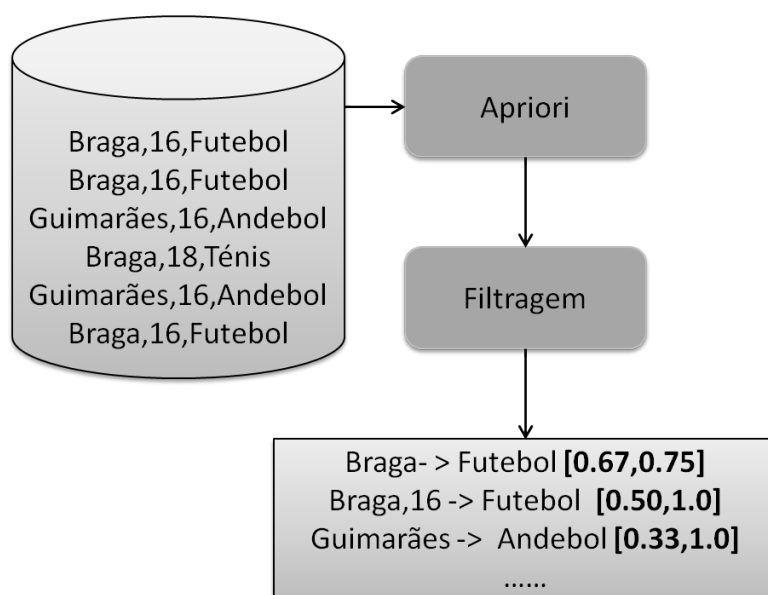 Braga,16,Futebol
Braga,16,Futebol
Guimarães,16,Andebol
Braga,18,Ténis
Guimarães,16,Andebol
Braga,16,Futebol
Apriori
Filtragem
Braga- > Futebol [0.67,0.75]
Braga,16 -> Futebol [0.50,1.0]
Guimarães -> Andebol [0.33,1.0]
......